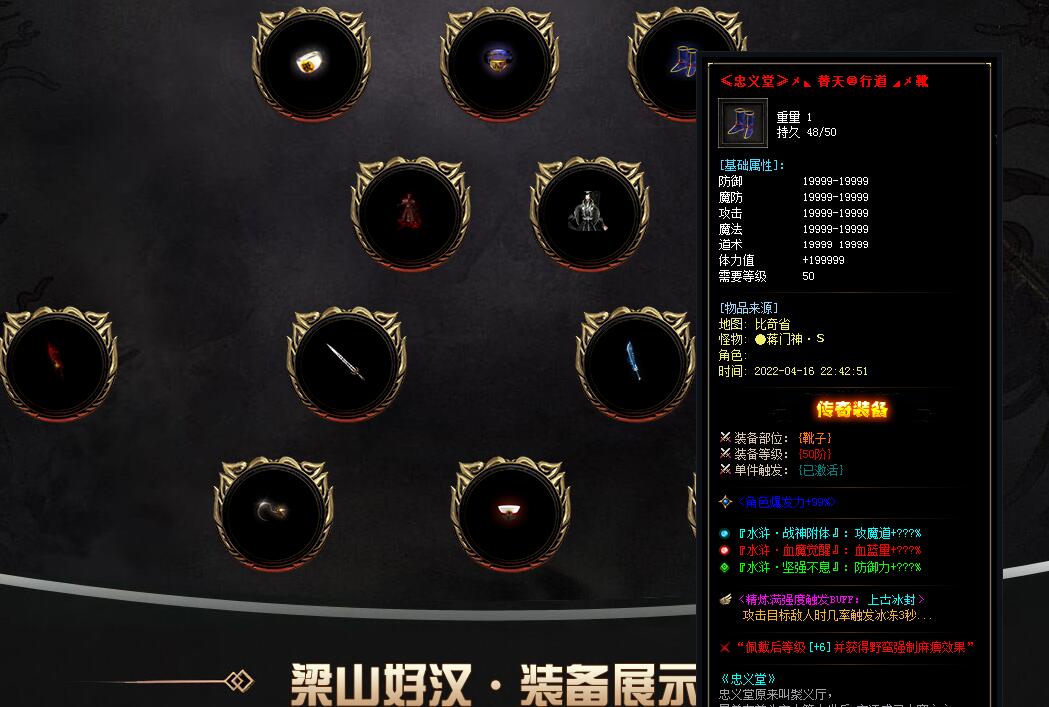 ≪忠义堂≫〆◣替天㊣行道◢〆靴
重量 1
持久 48/50
[基础属性]:
防御 19999-19999
魔防 19999-19999
攻击 19999-19999
魔法 19999-19999
道术 19999 19999
体力值 +199999
需要等级 50
[物品来源]
地图: 比奇省
怪物: ●蒋门神·S
角色:
时间: 2022-04-16 22:42:51
传奇装备
装备部位: {靴子}
装备等级: {50阶}
单件触发: {已激活}
<角色爆发力+99%>
『水浒·战神附体』: 攻魔道+???%
『水浒·血魔觉醒』: 血蓝量+???%
『水浒·坚强不息』: 防御力+???%
<精炼满强度触发BUFF: 上古冰封>
攻击目标敌人时几率触发冰冻3秒...
“佩戴后等级[+6]并获得野蛮强制麻痹效果”
《忠义堂》
忠义堂原来叫聚义厅，
梁山好汉·装备展示